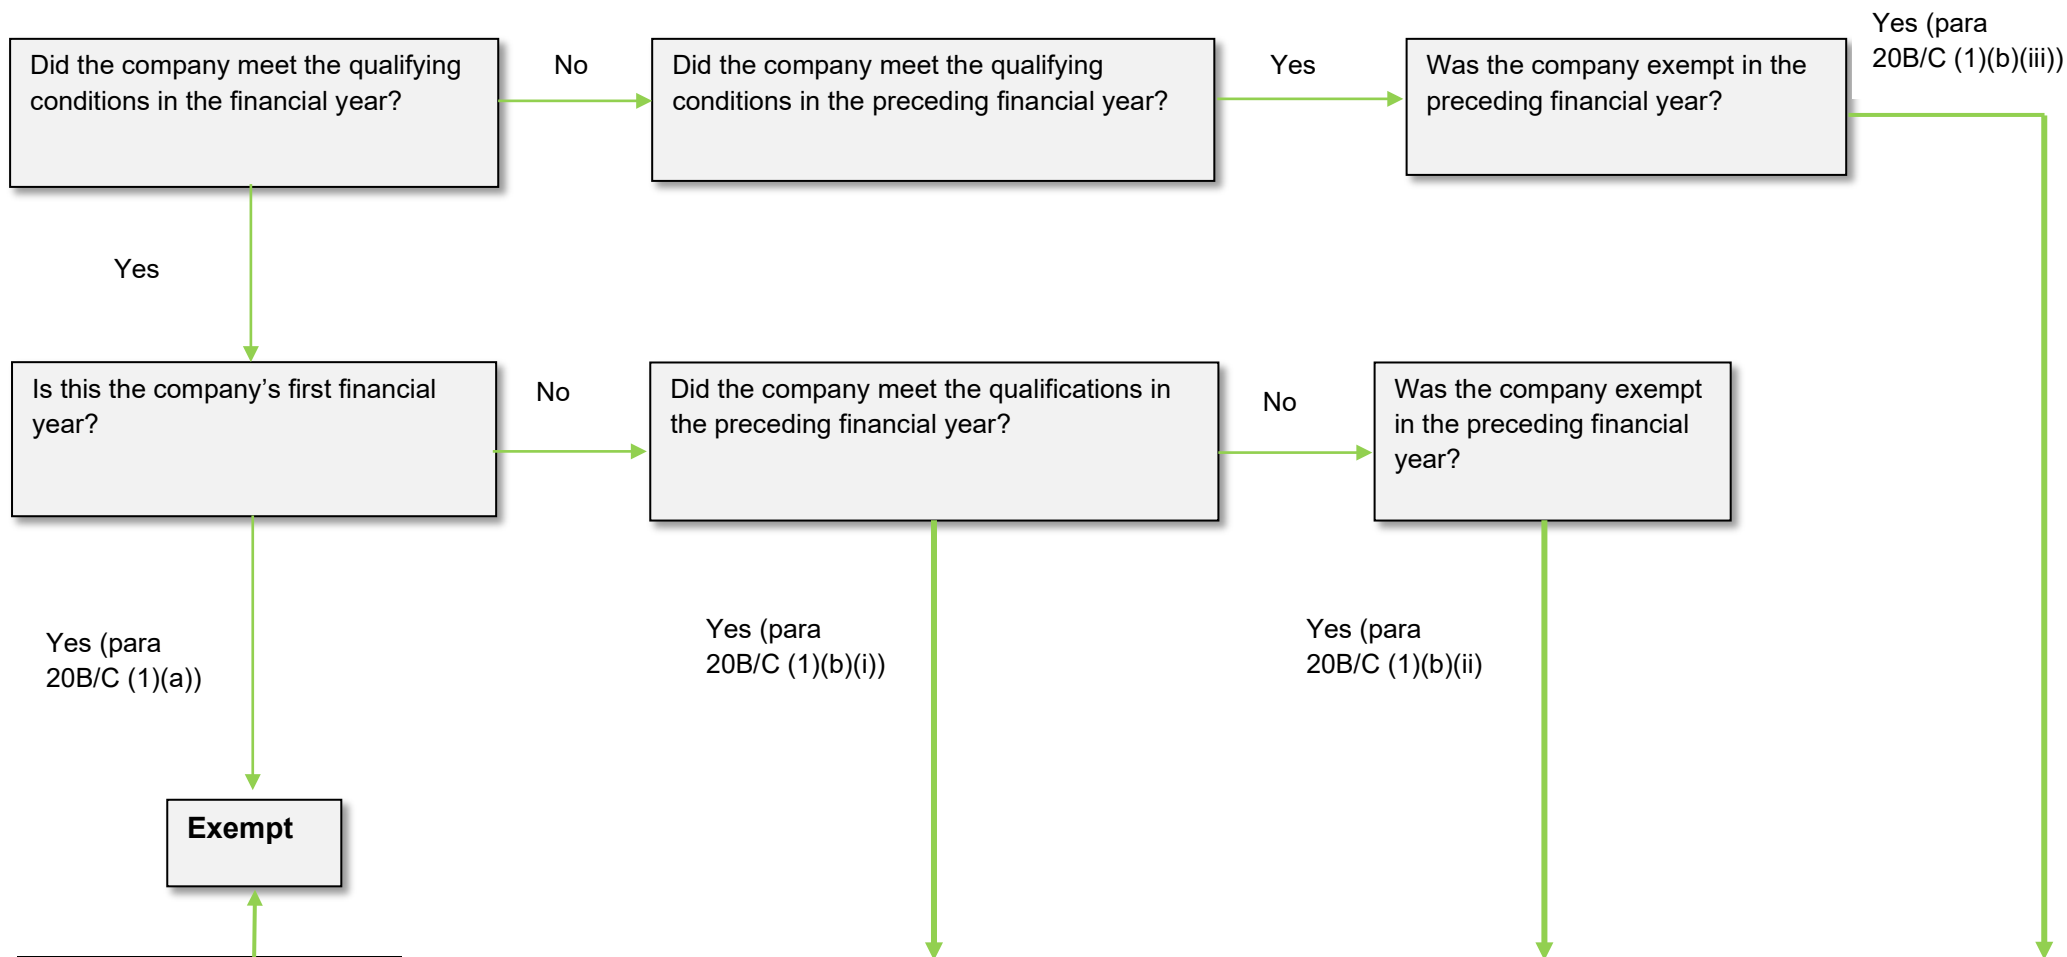 Did the company meet the qualifying
conditions in the financial year?
No
Did the company meet the qualifying
conditions in the preceding financial year?
Yes
Was the company exempt in the
preceding financial year?
Yes (para
20B/C (1)(b)(iii))
Yes
Is this the company’s first financial
year?
No
Did the company meet the qualifications in
the preceding financial year?
No
Was the company exempt
in the preceding financial
year?
Yes (para
20B/C (1)(a))
Yes (para
20B/C (1)(b)(i))
Yes (para
20B/C (1)(b)(ii)
Exempt